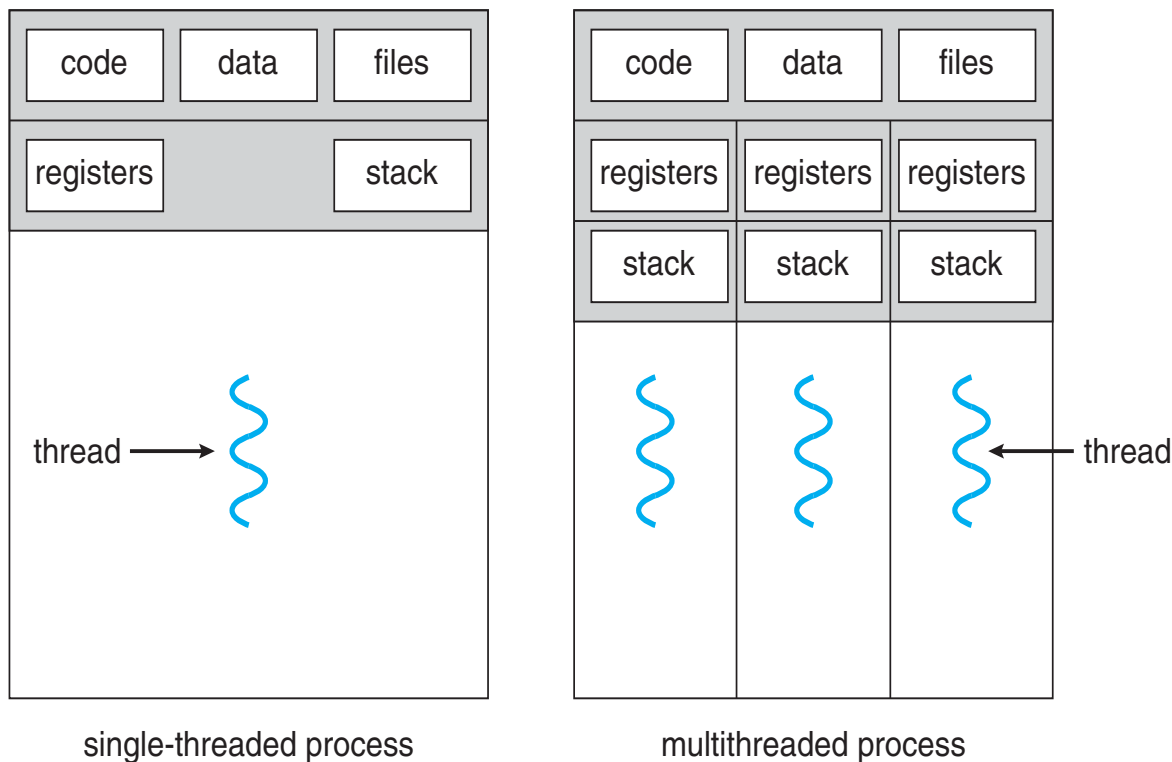 code data files
registers stack
thread
single-threaded process
code data files
registers registers registers
stack stack stack
thread
multithreaded process